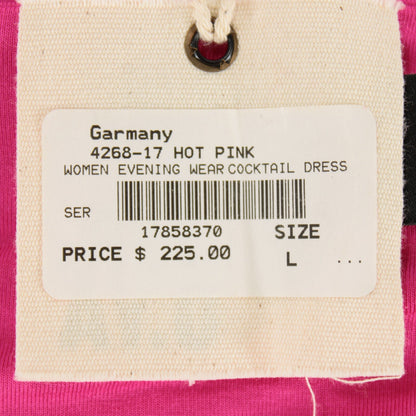 Garmany
4268-17 HOT PINK
WOMEN EVENING WEAR COCKTAIL DRESS
SER
17858370 SIZE
PRICE $ 225.00 L ...